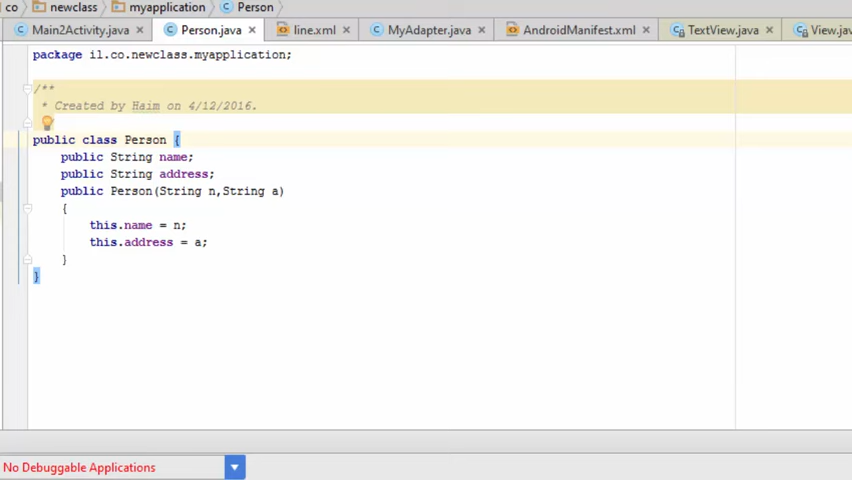 co newclass myapplication Person
Main2Activity.java Person.java line.xml MyAdapter.java AndroidManifest.xml TextView.java View.jav
package il.co.newclass.myapplication;
/**
* Created by Haim on 4/12/2016.
public class Person {
public String name;
public String address;
public Person(String n,String a)
{
this.name = n;
this.address = a;
}
}
No Debuggable Applications